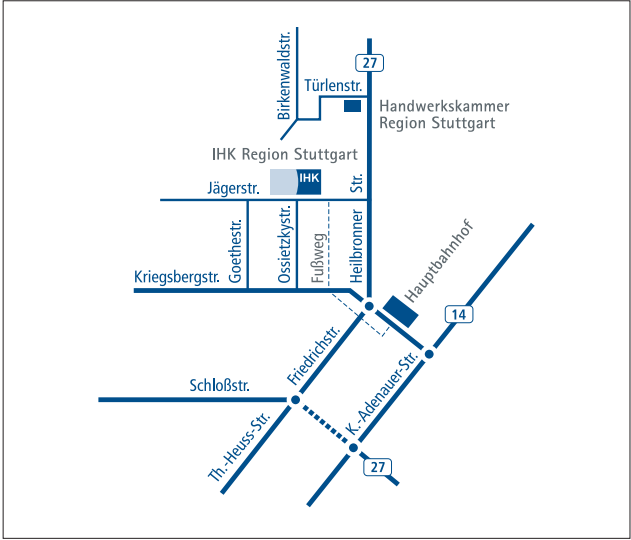 Birkenwaldstr.
27
Türlenstr.
Handwerkskammer
Region Stuttgart
IHK Region Stuttgart
IHK
Jägerstr.
Heilbronner Str.
Goethestr.
Ossietzkystr.
Fußweg
Hauptbahnhof
Kriegsbergstr.
14
Friedrichstr.
K.-Adenauer-Str.
Schloßstr.
Th.-Heuss-Str.
27